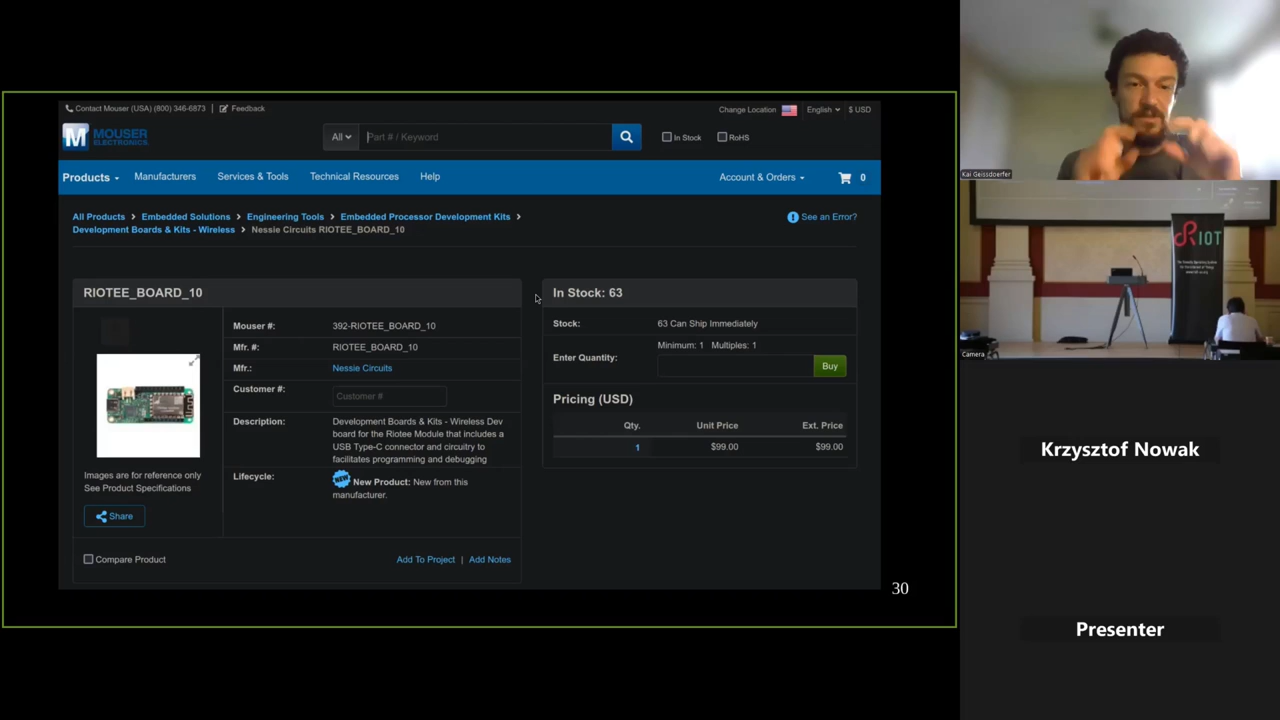 Contact Mouser (USA) (800) 346-6873 | Feedback
Change Location English $ USD
MOUSER
ELECTRONICS
All Part # / Keyword In Stock RoHS
Products Manufacturers Services & Tools Technical Resources Help Account & Orders 0
All Products > Embedded Solutions > Engineering Tools > Embedded Processor Development Kits >
Development Boards & Kits - Wireless > Nessie Circuits RIOTEE_BOARD_10
See an Error?
RIOTEE_BOARD_10
Mouser #: 392-RIOTEE_BOARD_10
Mfr. #: RIOTEE_BOARD_10
Mfr.: Nessie Circuits
Customer #: Customer #
Description: Development Boards & Kits - Wireless Dev
board for the Riotee Module that includes a
USB Type-C connector and circuitry to
facilitates programming and debugging
Lifecycle: NEW New Product: New from this
manufacturer.
Images are for reference only
See Product Specifications
Share
Compare Product
Add To Project | Add Notes
In Stock: 63
Stock: 63 Can Ship Immediately
Minimum: 1 Multiples: 1
Enter Quantity: Buy
Pricing (USD)
Qty. Unit Price Ext. Price
1 $99.00 $99.00
30
Kai Geissdoerfer
RIOT
Camera
Krzysztof Nowak
Presenter